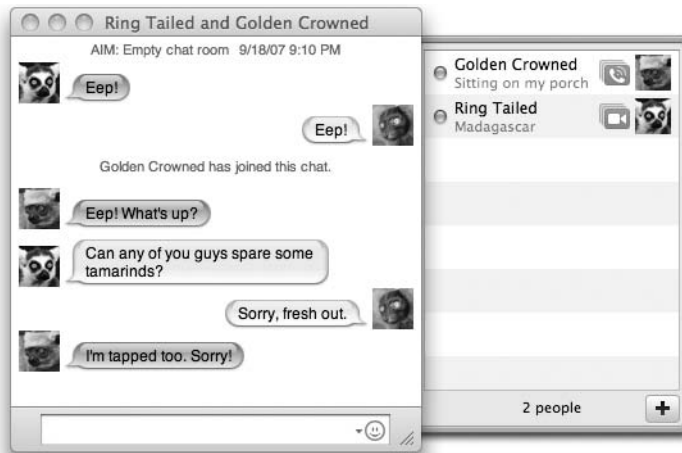 Ring Tailed and Golden Crowned
AIM: Empty chat room 9/18/07 9:10 PM
Eep!
Eep!
Golden Crowned has joined this chat.
Eep! What's up?
Can any of you guys spare some
tamarinds?
Sorry, fresh out.
I'm tapped too. Sorry!
Golden Crowned
Sitting on my porch
Ring Tailed
Madagascar
2 people